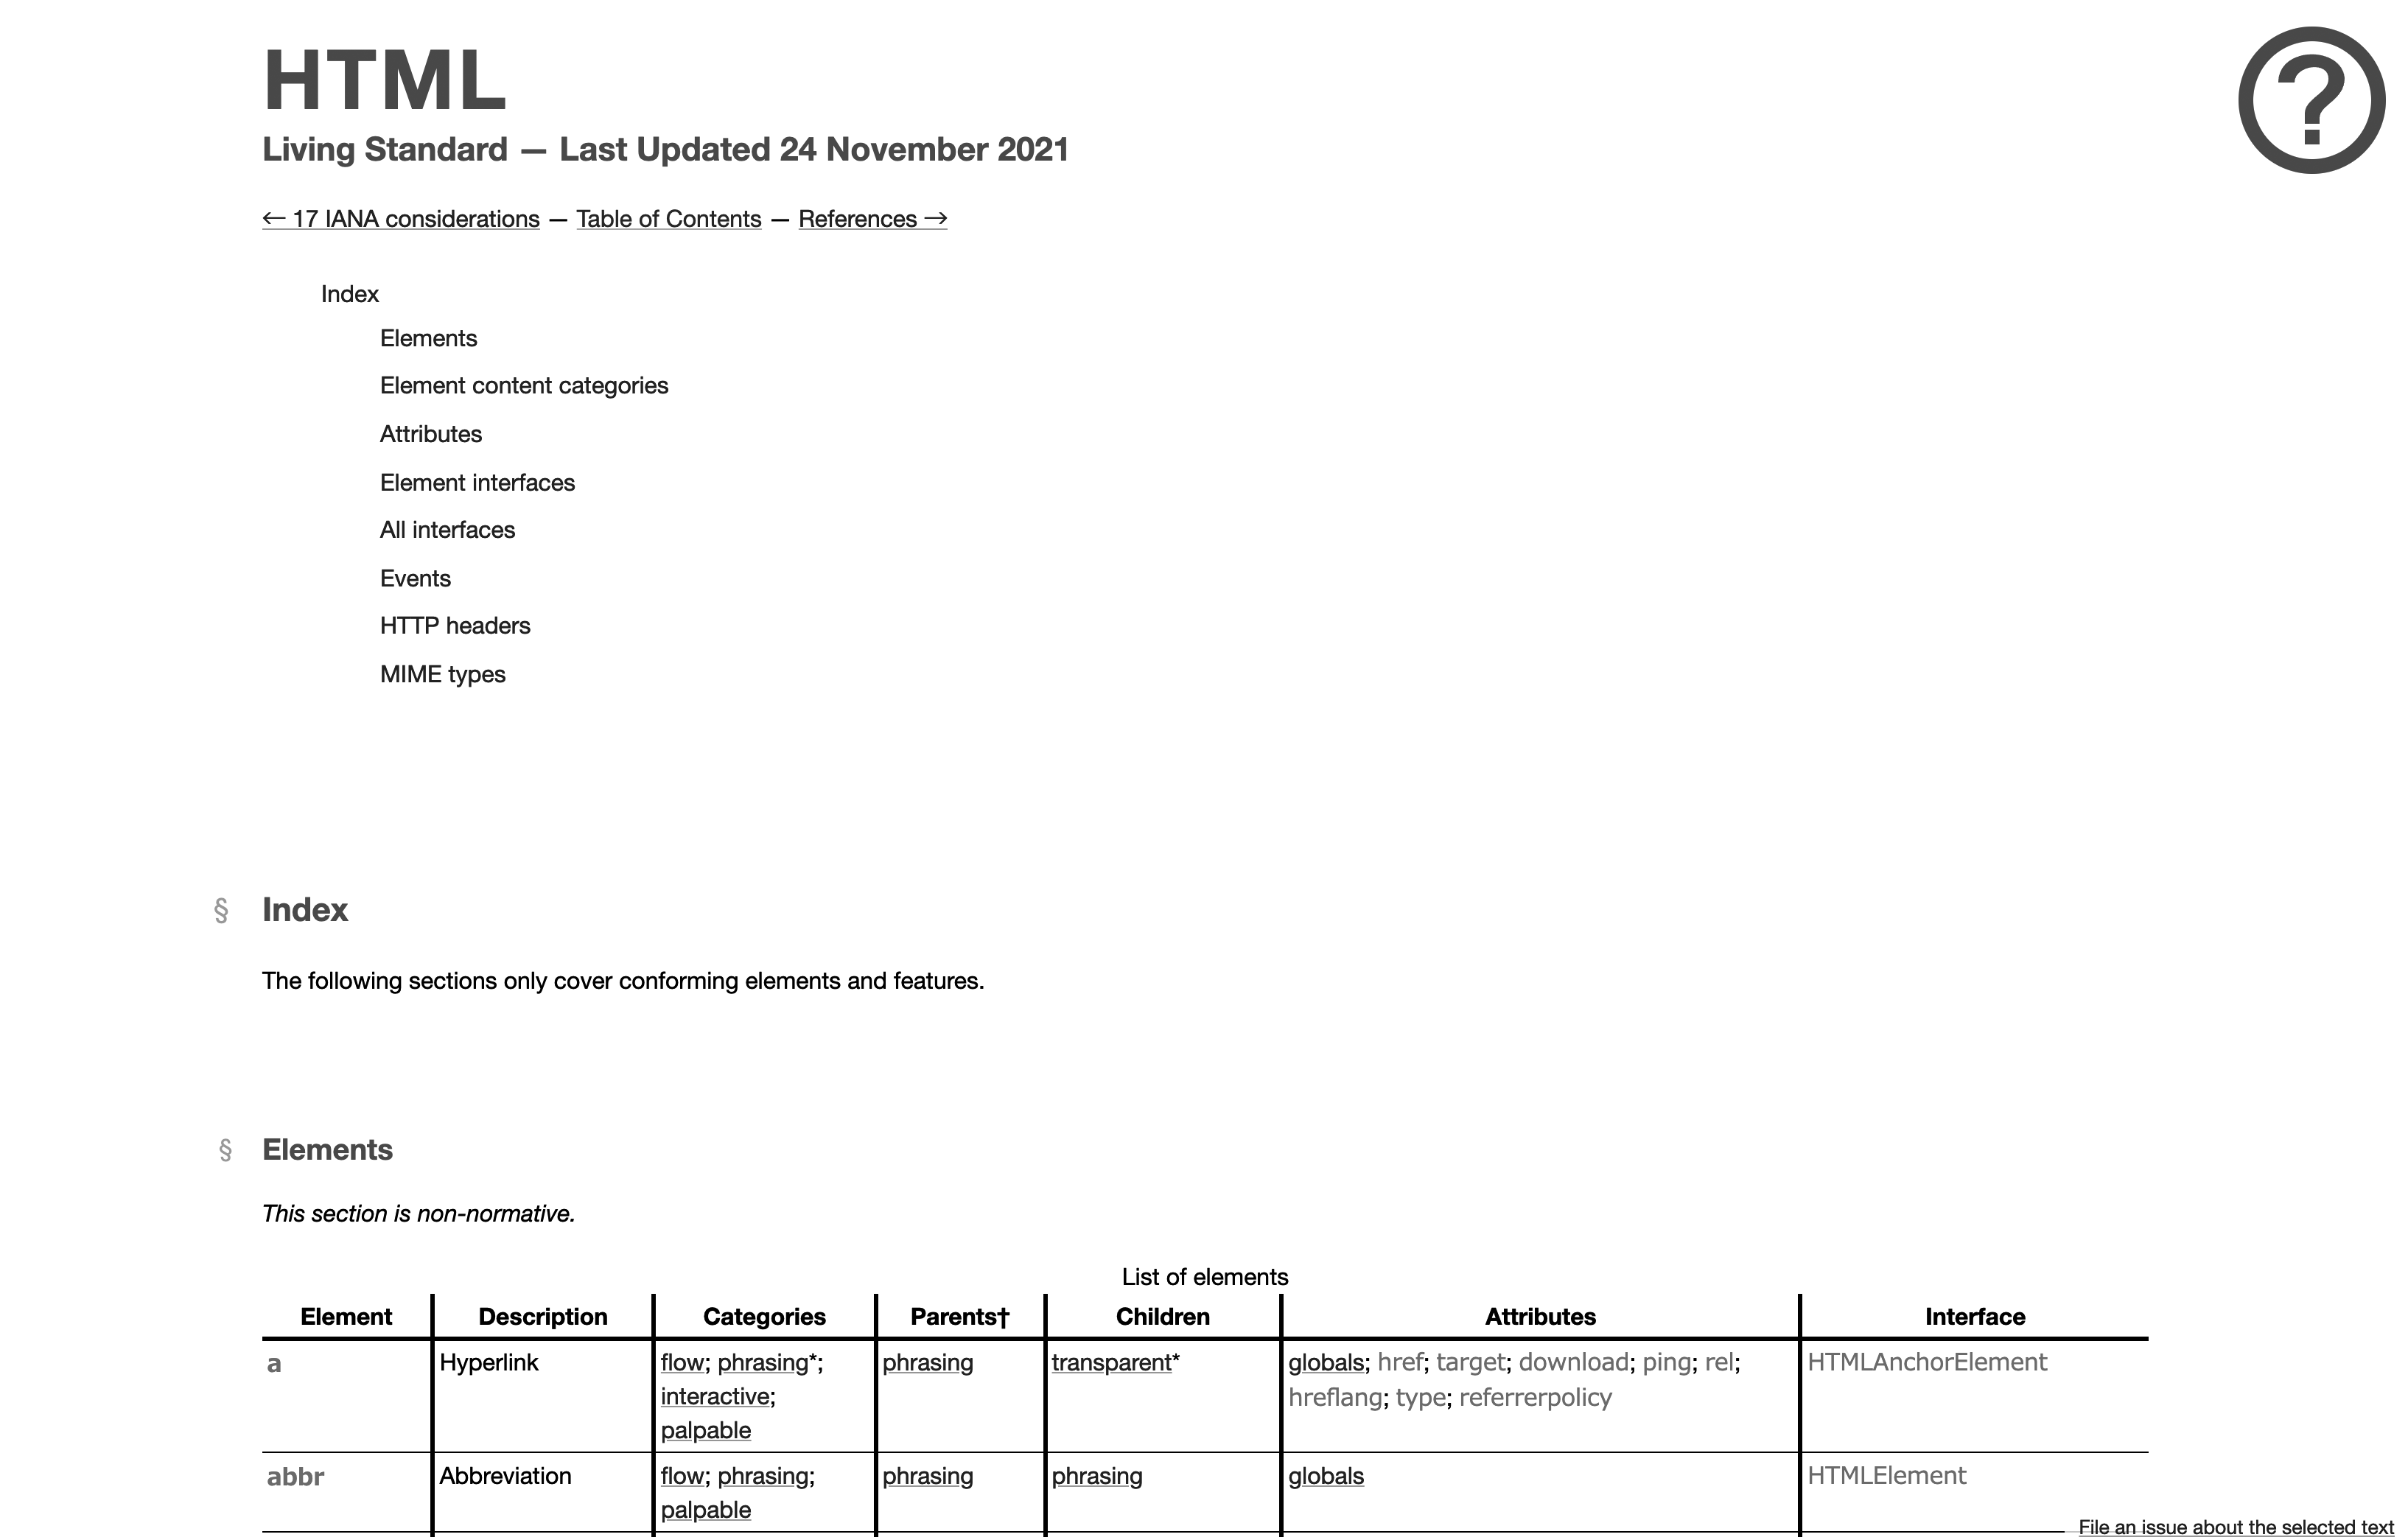 HTML
Living Standard — Last Updated 24 November 2021
← 17 IANA considerations — Table of Contents — References →
Index
Elements
Element content categories
Attributes
Element interfaces
All interfaces
Events
HTTP headers
MIME types
§ Index
The following sections only cover conforming elements and features.
§ Elements
This section is non-normative.
List of elements
Element Description Categories Parents† Children Attributes Interface
a Hyperlink flow; phrasing*; phrasing transparent* globals; href; target; download; ping; rel; HTMLAnchorElement
interactive; hreflang; type; referrerpolicy
palpable
abbr Abbreviation flow; phrasing; phrasing phrasing globals HTMLElement
palpable
File an issue about the selected text